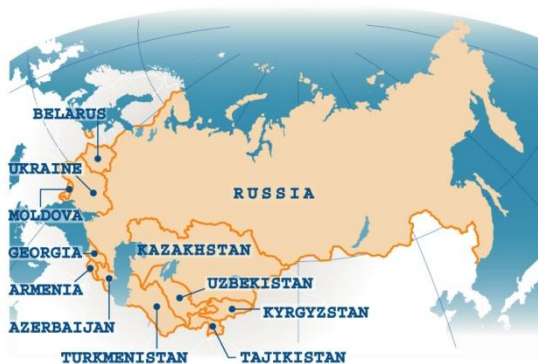 BELARUS
UKRAINE
RUSSIA
MOLDOVA
GEORGIA
KAZAKHSTAN
ARMENIA
UZBEKISTAN
KYRGYZSTAN
AZERBAIJAN
TURKMENISTAN
TAJIKISTAN